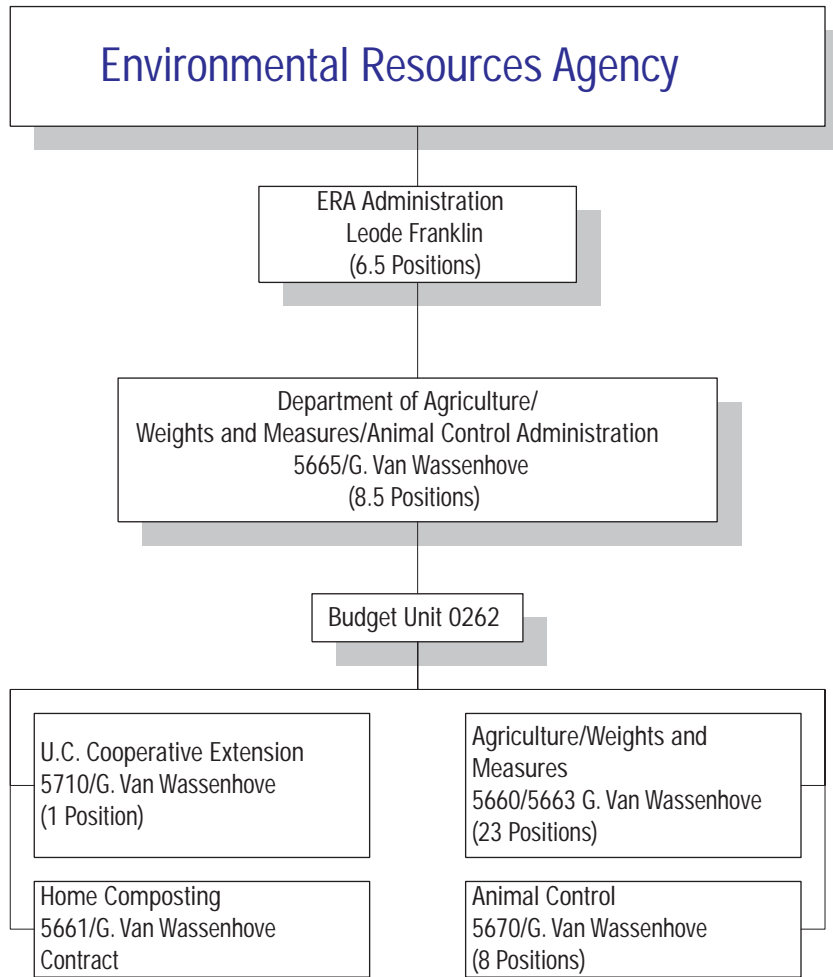 Environmental Resources Agency
ERA Administration
Leode Franklin
(6.5 Positions)
Department of Agriculture/
Weights and Measures/Animal Control Administration
5665/G. Van Wassenhove
(8.5 Positions)
Budget Unit 0262
U.C. Cooperative Extension
5710/G. Van Wassenhove
(1 Position)
Agriculture/Weights and
Measures
5660/5663 G. Van Wassenhove
(23 Positions)
Home Composting
5661/G. Van Wassenhove
Contract
Animal Control
5670/G. Van Wassenhove
(8 Positions)